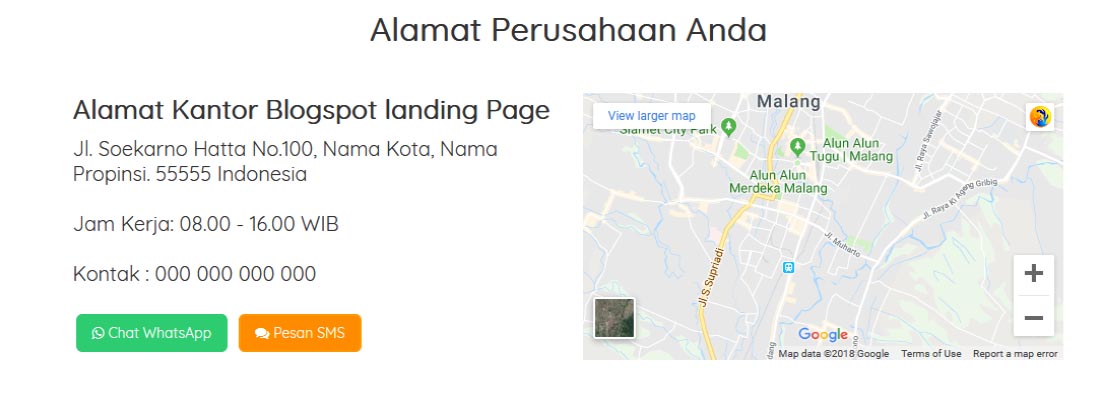 Alamat Perusahaan Anda
Alamat Kantor Blogspot landing Page
Jl. Soekarno Hatta No.100, Nama Kota, Nama
Propinsi. 55555 Indonesia
Jam Kerja: 08.00 - 16.00 WIB
Kontak : 000 000 000 000
Chat WhatsApp
Pesan SMS
View larger map
Malang
Slamet City Park
Alun Alun
Tugu | Malang
Alun Alun
Merdeka Malang
Jl. Raya Sawojajar
Jl. Raya Ki Ageng Gribig
Jl. Muharto
Jl.S.Supriadi
Google
Map data ©2018 Google
Terms of Use
Report a map error